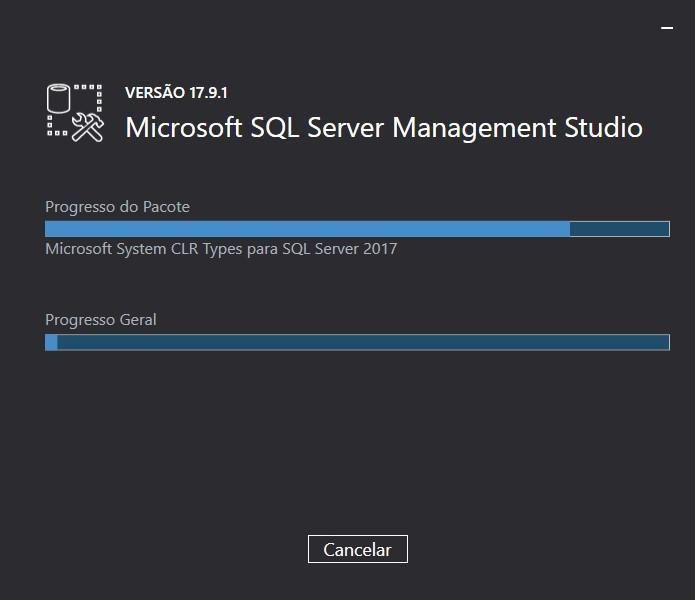 VERSÃO 17.9.1
Microsoft SQL Server Management Studio
Progresso do Pacote
Microsoft System CLR Types para SQL Server 2017
Progresso Geral
Cancelar